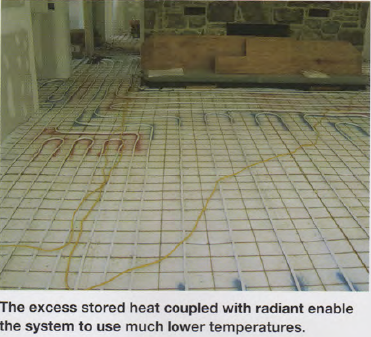 The excess stored heat coupled with radiant enable
the system to use much lower temperatures.